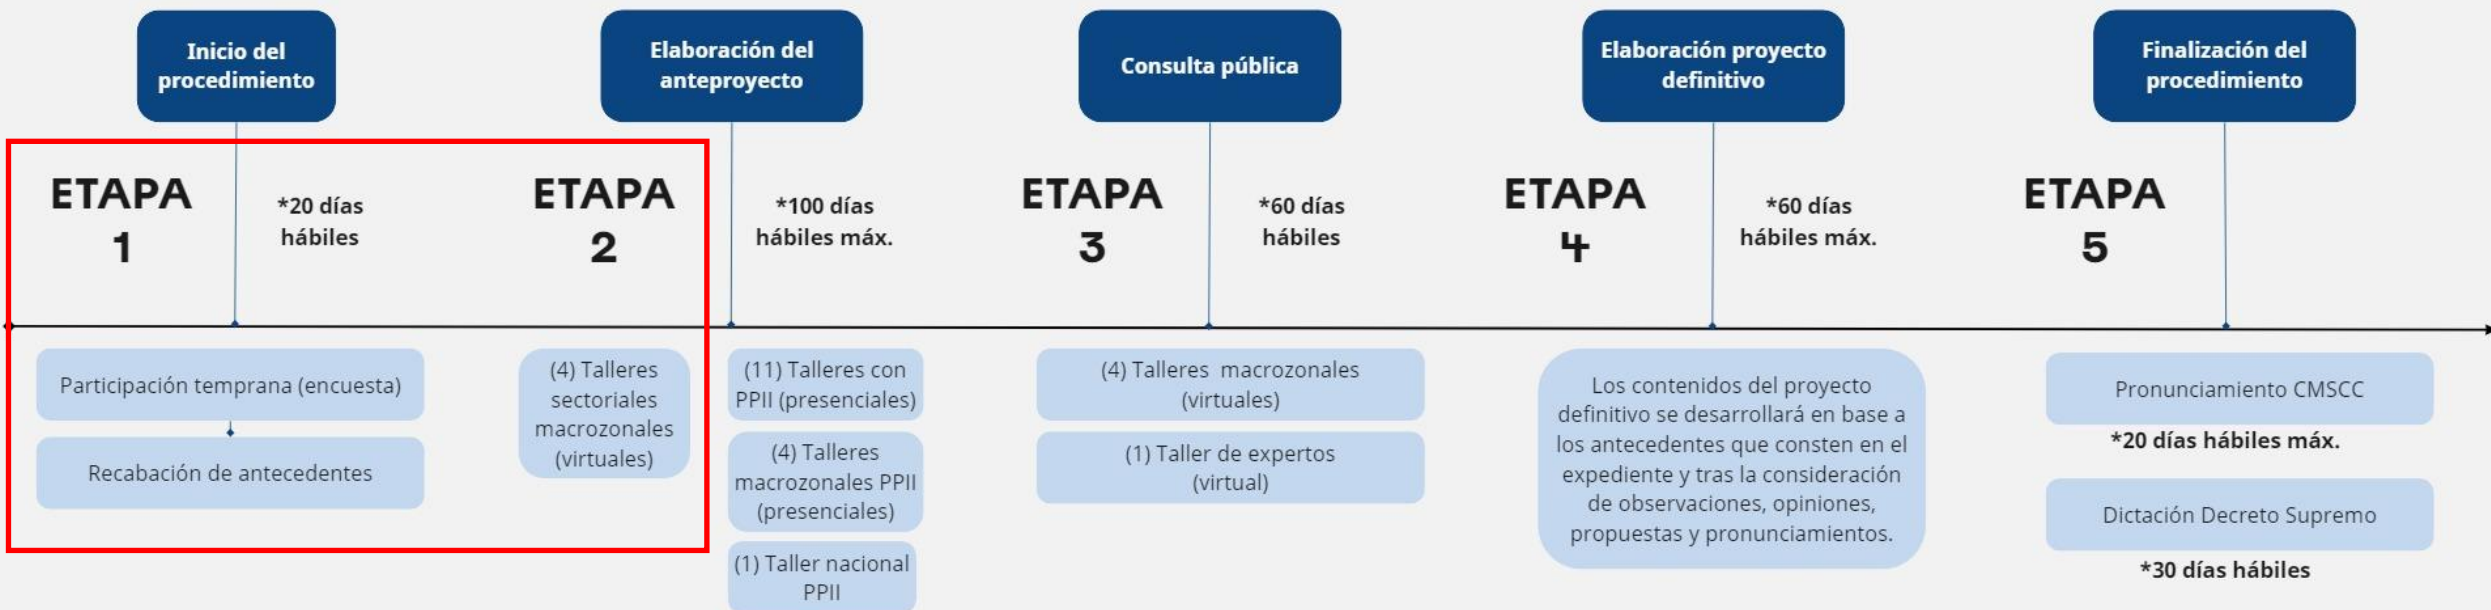 Inicio del
procedimiento
Elaboración del
anteproyecto
Consulta pública
Elaboración proyecto
definitivo
Finalización del
procedimiento
ETAPA
1
*20 días
hábiles
ETAPA
2
*100 días
hábiles máx.
ETAPA
3
*60 días
hábiles
ETAPA
4
*60 días
hábiles máx.
ETAPA
5
Participación temprana (encuesta)
Recabación de antecedentes
(4) Talleres
sectoriales
macrozonales
(virtuales)
(11) Talleres con
PPII (presenciales)
(4) Talleres
macrozonales PPII
(presenciales)
(1) Taller nacional
PPII
(4) Talleres macrozonales
(virtuales)
(1) Taller de expertos
(virtual)
Los contenidos del proyecto
definitivo se desarrollará en base a
los antecedentes que consten en el
expediente y tras la consideración
de observaciones, opiniones,
propuestas y pronunciamientos.
Pronunciamiento CMSCC
*20 días hábiles máx.
Dictación Decreto Supremo
*30 días hábiles